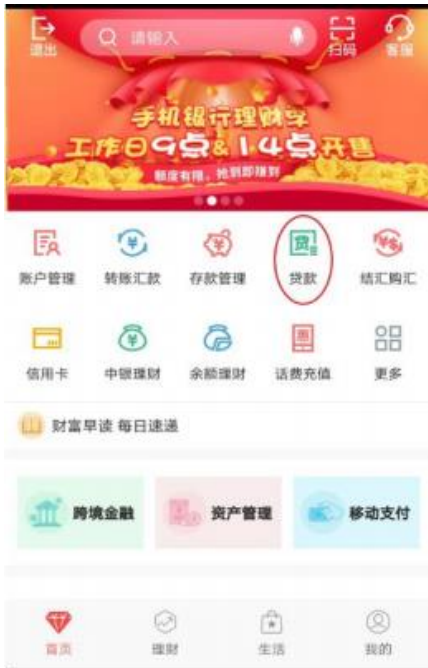 请输入
退出
扫码
客服
手机银行理财享
工作日9点&14点开售
额度有限，抢到即赚到
账户管理 转账汇款 存款管理 贷款 结汇购汇
信用卡 中银理财 余额理财 话费充值 更多
财富早读 每日速递
跨境金融 资产管理 移动支付
首页 理财 生活 我的